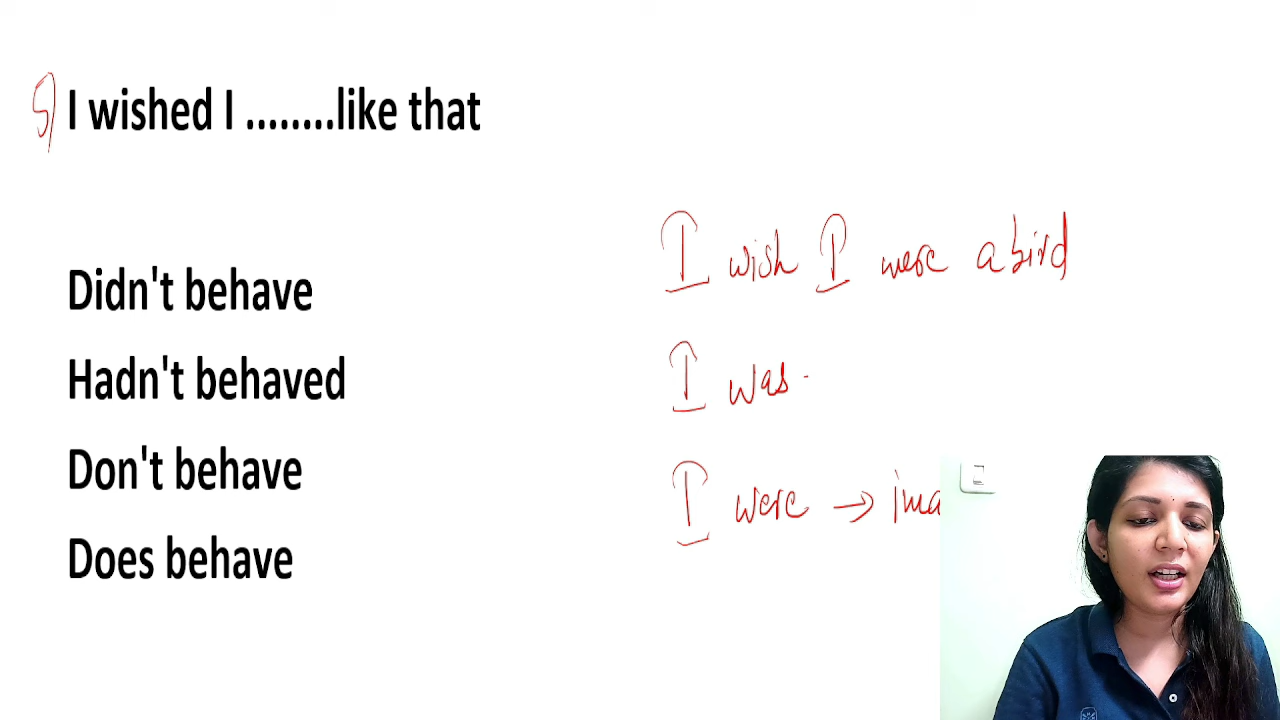 5) I wished I ........like that
I wish I were a bird
Didn't behave
Hadn't behaved
I was.
Don't behave
I were → ima
Does behave